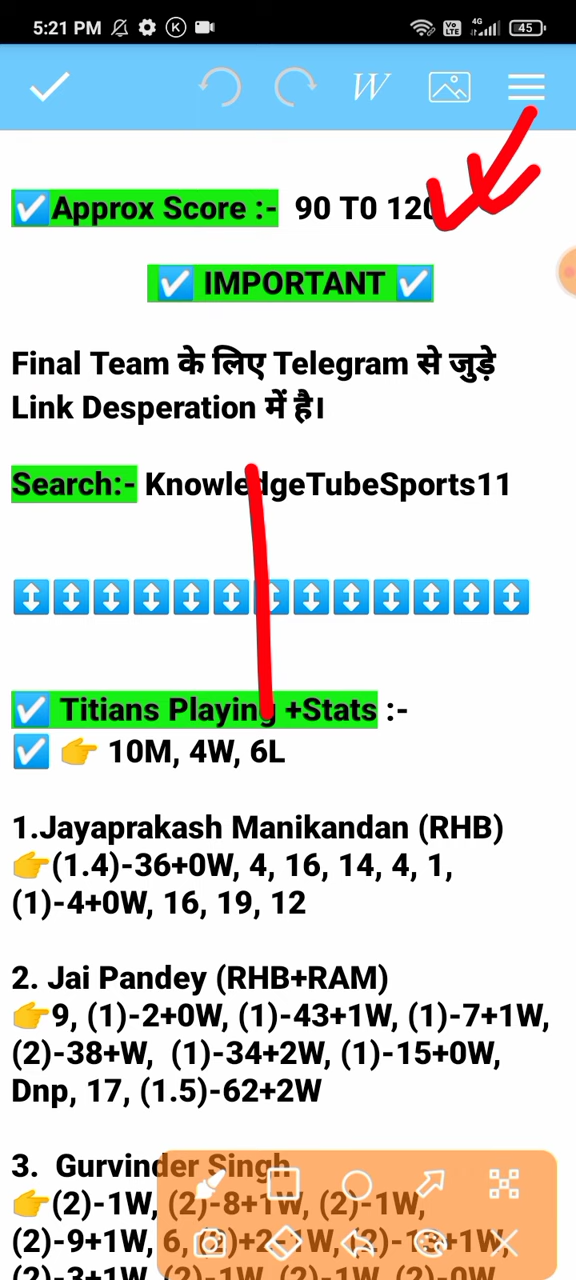 5:21 PM
4G
Vo
LTE
45
W
✅Approx Score :- 90 T0 120
✅ IMPORTANT ✅
Final Team के लिए Telegram से जुड़े
Link Desperation में है।
Search:- KnowledgeTubeSports11
↕️↕️↕️↕️↕️↕️↕️↕️↕️↕️↕️↕️↕️
✅ Titians Playing +Stats :-
✅ 👉 10M, 4W, 6L
1.Jayaprakash Manikandan (RHB)
👉(1.4)-36+0W, 4, 16, 14, 4, 1,
(1)-4+0W, 16, 19, 12
2. Jai Pandey (RHB+RAM)
👉9, (1)-2+0W, (1)-43+1W, (1)-7+1W,
(2)-38+W, (1)-34+2W, (1)-15+0W,
Dnp, 17, (1.5)-62+2W
3. Gurvinder Singh
👉(2)-1W, (2)-8+1W, (2)-1W,
(2)-9+1W, 6,